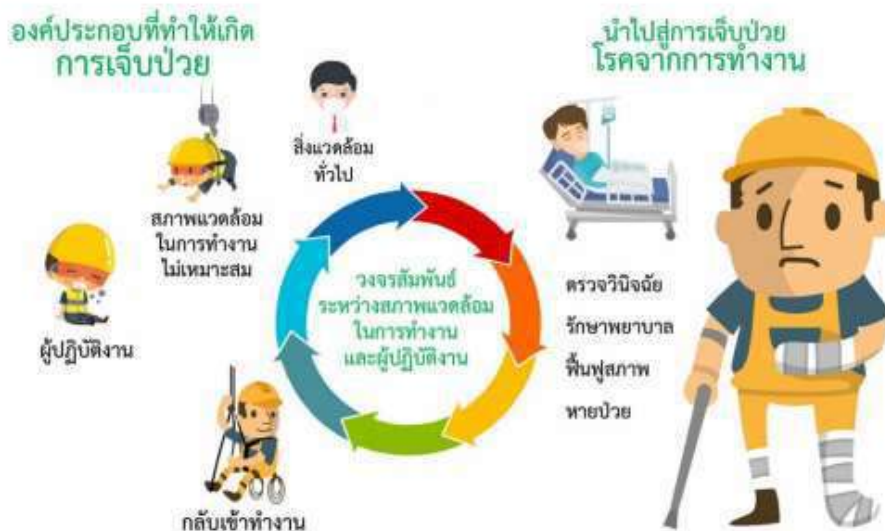 องค์ประกอบที่ทำให้เกิด
การเจ็บป่วย
นำไปสู่การเจ็บป่วย
โรคจากการทำงาน
สิ่งแวดล้อม
ทั่วไป
สภาพแวดล้อม
ในการทำงาน
ไม่เหมาะสม
ผู้ปฏิบัติงาน
วงจรสัมพันธ์
ระหว่างสภาพแวดล้อม
ในการทำงาน
และผู้ปฏิบัติงาน
ตรวจวินิจฉัย
รักษาพยาบาล
ฟื้นฟูสภาพ
หายป่วย
กลับเข้าทำงาน